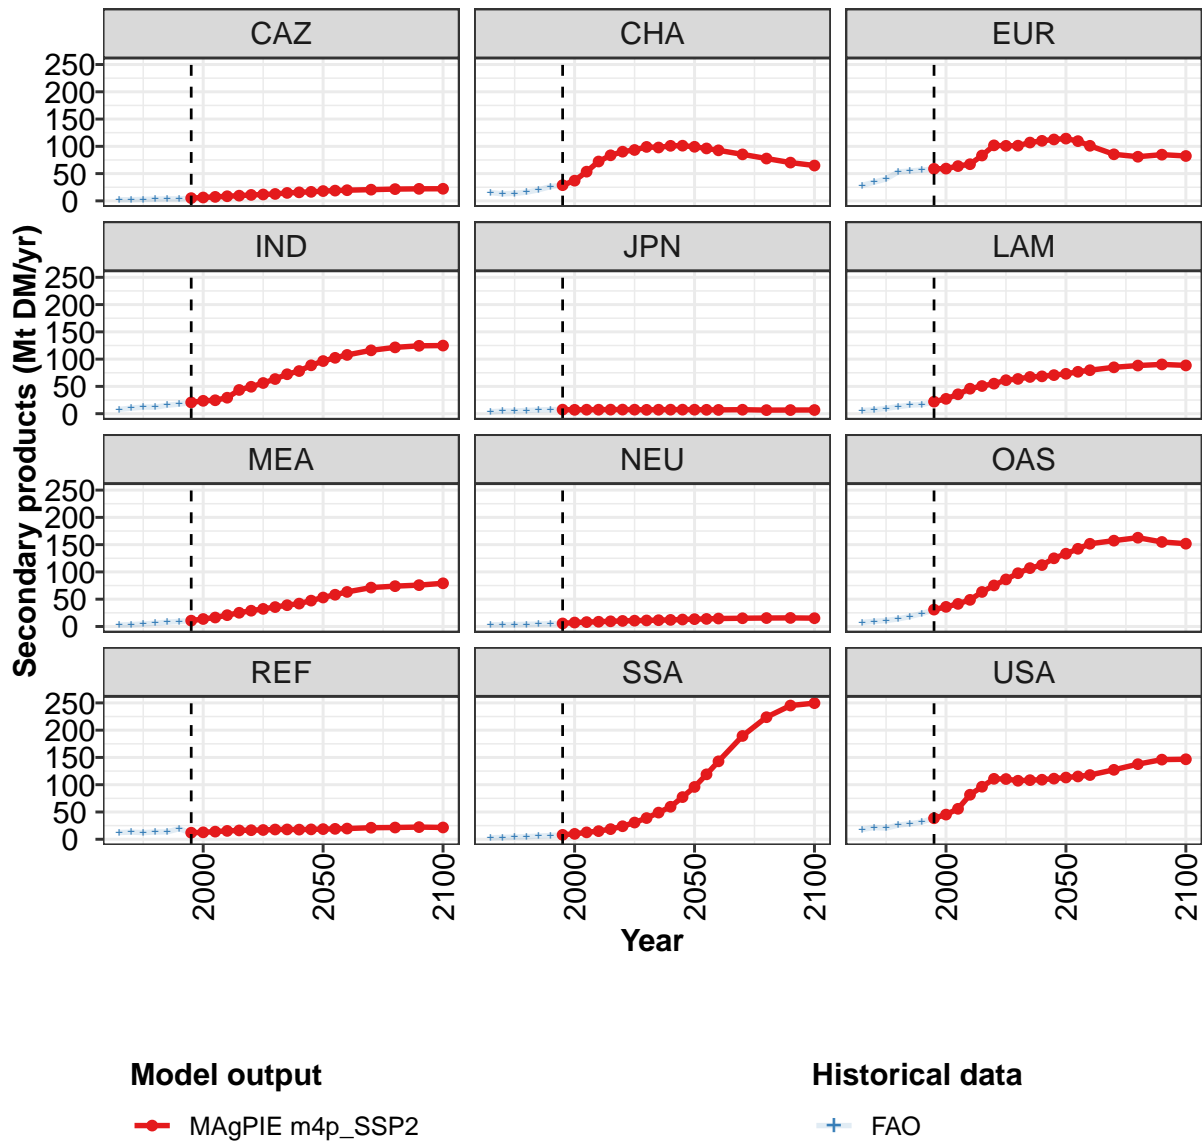 CAZ CHA EUR
250
200
150
100
50
0
IND JPN LAM
250
200
150
100
50
0
MEA NEU OAS
250
200
150
100
50
0
REF SSA USA
250
200
150
100
50
0
Secondary products (Mt DM/yr)
2000 2050 2100 2000 2050 2100 2000 2050 2100
Year
Model output Historical data
MAgPIE m4p_SSP2 FAO